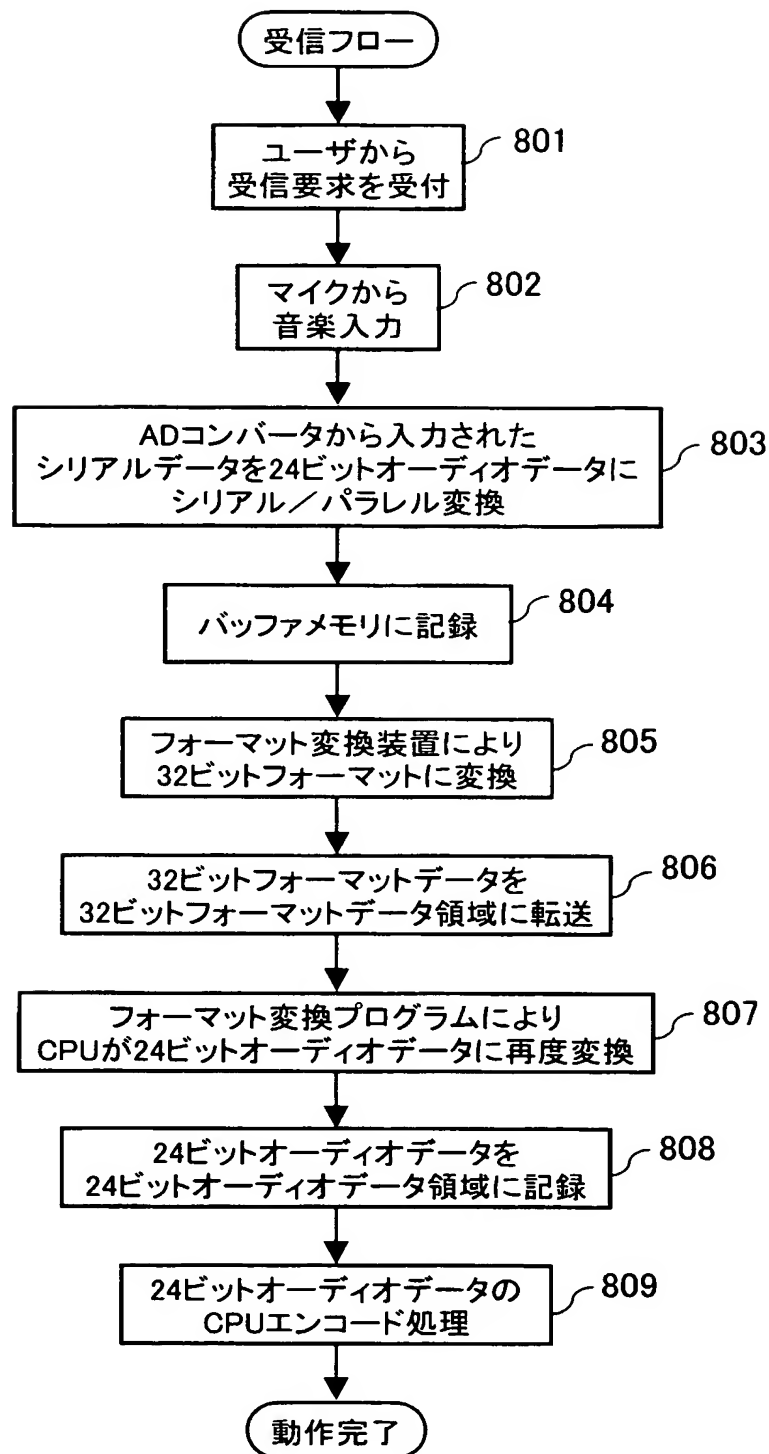 受信フロー
ユーザから
受信要求を受付
801
マイクから
音楽入力
802
ADコンバータから入力された
シリアルデータを24ビットオーディオデータに
シリアル／パラレル変換
803
バッファメモリに記録
804
フォーマット変換装置により
32ビットフォーマットに変換
805
32ビットフォーマットデータを
32ビットフォーマットデータ領域に転送
806
フォーマット変換プログラムにより
CPUが24ビットオーディオデータに再度変換
807
24ビットオーディオデータを
24ビットオーディオデータ領域に記録
808
24ビットオーディオデータの
CPUエンコード処理
809
動作完了